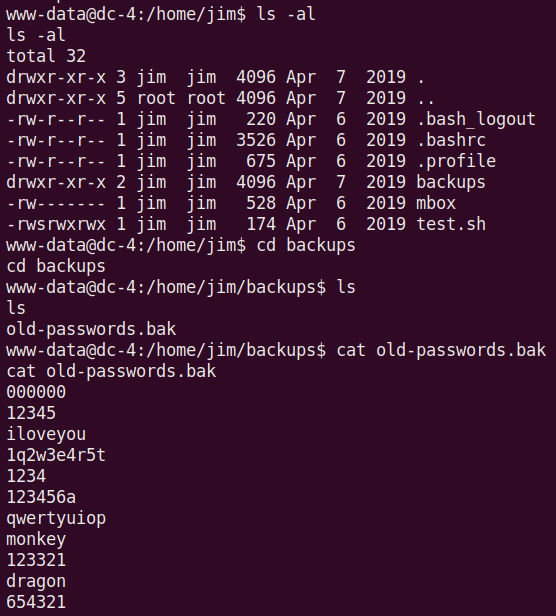 www-data@dc-4:/home/jim$ ls -al
ls -al
total 32
drwxr-xr-x 3 jim  jim  4096 Apr  7  2019 .
drwxr-xr-x 5 root root 4096 Apr  7  2019 ..
-rw-r--r-- 1 jim  jim   220 Apr  6  2019 .bash_logout
-rw-r--r-- 1 jim  jim  3526 Apr  6  2019 .bashrc
-rw-r--r-- 1 jim  jim   675 Apr  6  2019 .profile
drwxr-xr-x 2 jim  jim  4096 Apr  7  2019 backups
-rw------- 1 jim  jim   528 Apr  6  2019 mbox
-rwsrwxrwx 1 jim  jim   174 Apr  6  2019 test.sh
www-data@dc-4:/home/jim$ cd backups
cd backups
www-data@dc-4:/home/jim/backups$ ls
ls
old-passwords.bak
www-data@dc-4:/home/jim/backups$ cat old-passwords.bak
cat old-passwords.bak
000000
12345
iloveyou
1q2w3e4r5t
1234
123456a
qwertyuiop
monkey
123321
dragon
654321